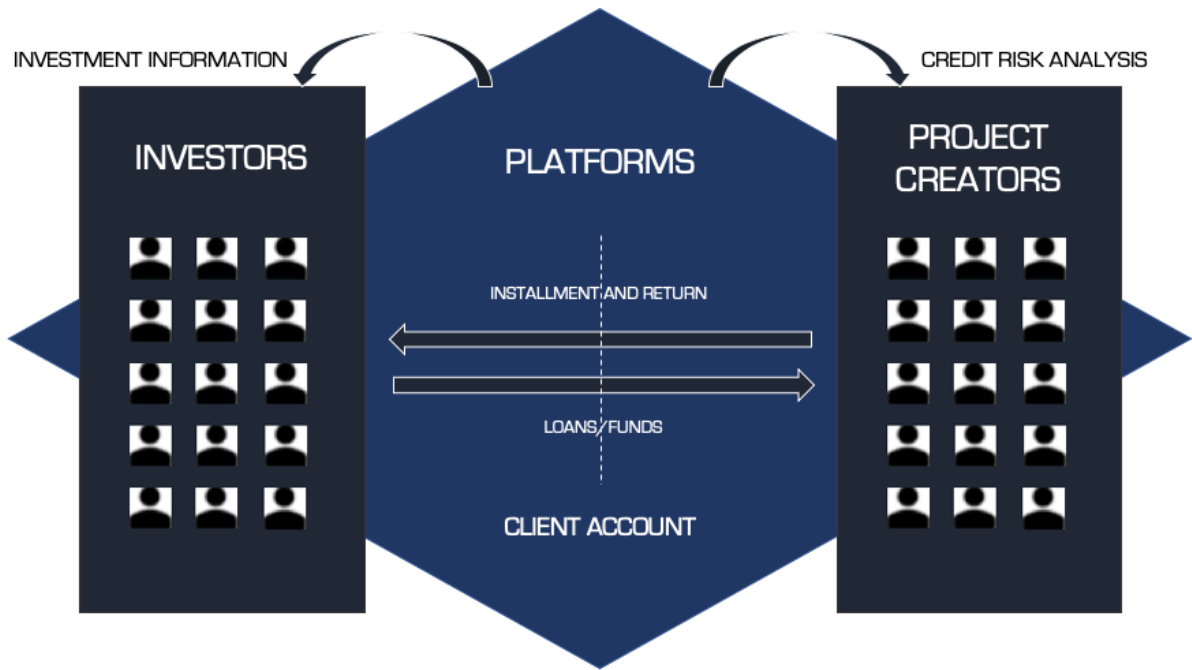 INVESTMENT INFORMATION
CREDIT RISK ANALYSIS
INVESTORS
PLATFORMS
PROJECT
CREATORS
INSTALLMENT AND RETURN
LOANS/FUNDS
CLIENT ACCOUNT